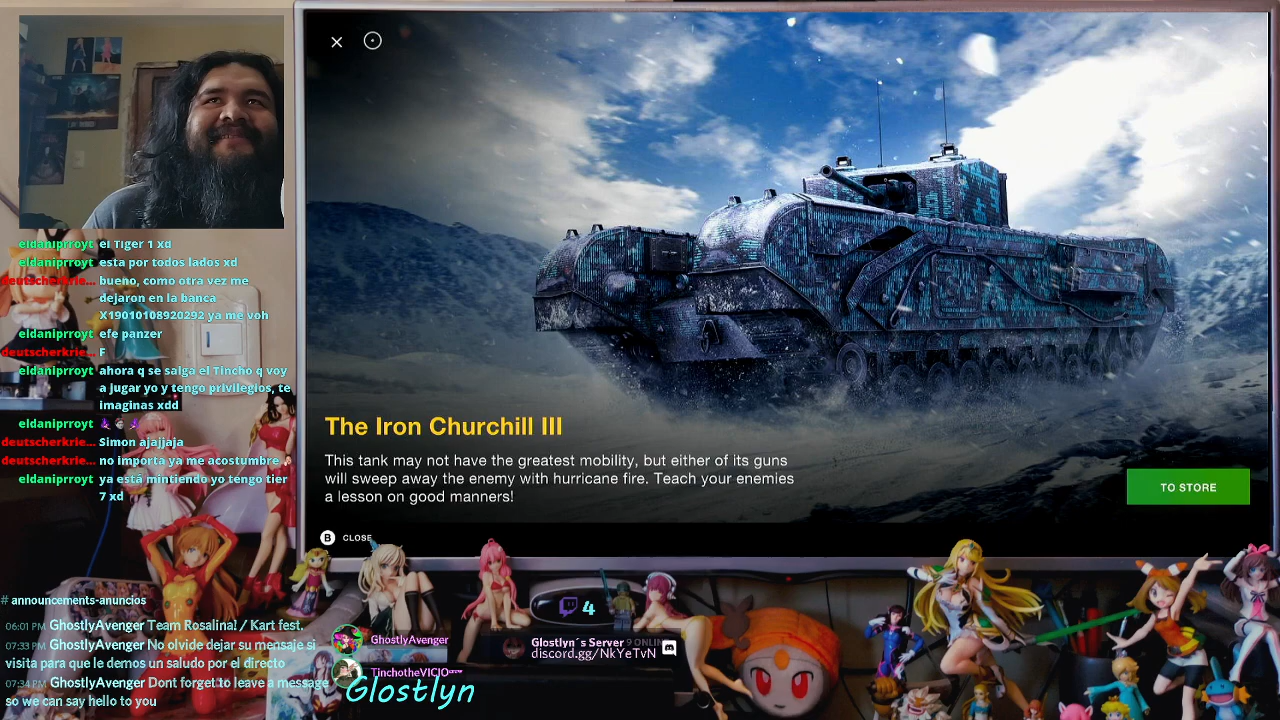 eldaniprroyt el Tiger 1 xd
eldaniprroyt esta por todos lados xd
deutscherkrie... bueno, como otra vez me
dejaron en la banca
X19010108920292 ya me voh
eldaniprroyt efe panzer
deutscherkrie... F
eldaniprroyt ahora q se salga el Tincho q voy
a jugar yo y tengo privilegios, te
imaginas xdd
eldaniprroyt
deutscherkrie... Simon ajajjaja
deutscherkrie... no importa ya me acostumbre
eldaniprroyt ya está mintiendo yo tengo tier
7 xd
The Iron Churchill III
This tank may not have the greatest mobility, but either of its guns
will sweep away the enemy with hurricane fire. Teach your enemies
a lesson on good manners!
TO STORE
B CLOSE
# announcements-anuncios
06:01 PM GhostlyAvenger Team Rosalina! / Kart fest.
07:33 PM GhostlyAvenger No olvide dejar su mensaje si
visita para que le demos un saludo por el directo
07:34 PM GhostlyAvenger Dont forget to leave a message
so we can say hello to you
GhostlyAvenger
TinchotheVICIO
Glostlyn
4
Glostlyn´s Server 9 ONLIN
discord.gg/NkYeTvN